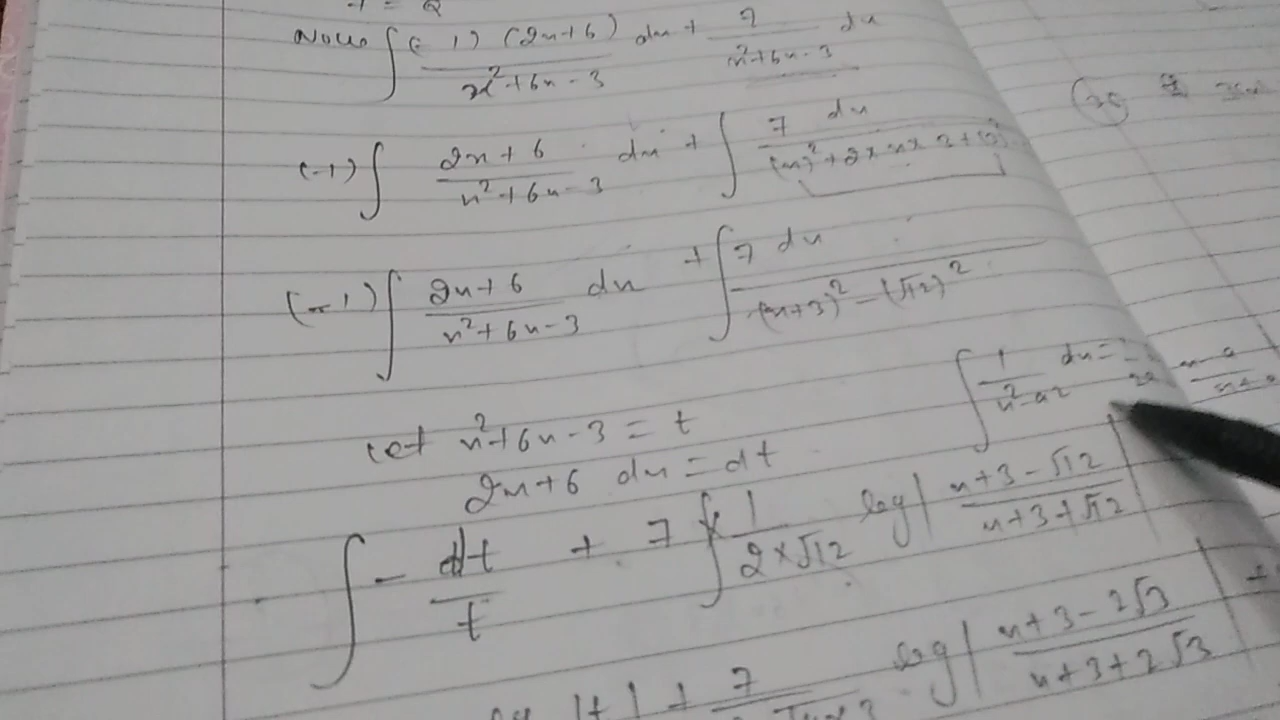 Now ∫ (-1) (2x+6) / x²+6x-3 dx + 7 / x²+6x-3 dx
(-1) ∫ 2x+6 / x²+6x-3 dx + ∫ 7 dx / (x)²+2×x×
(-1) ∫ 2x+6 / x²+6x-3 dx + ∫ 7 dx / (x+3)²-(√12)²
∫ 1 / x²-a² dx =
let x²+6x-3 = t
2x+6 dx = dt
∫ - dt / t + 7 ∫ 1 / 2×√12 log | x+3-√12 / x+3+√12 |
|t| + 7 / log | x+3-2√3 / x+3+2√3 | +